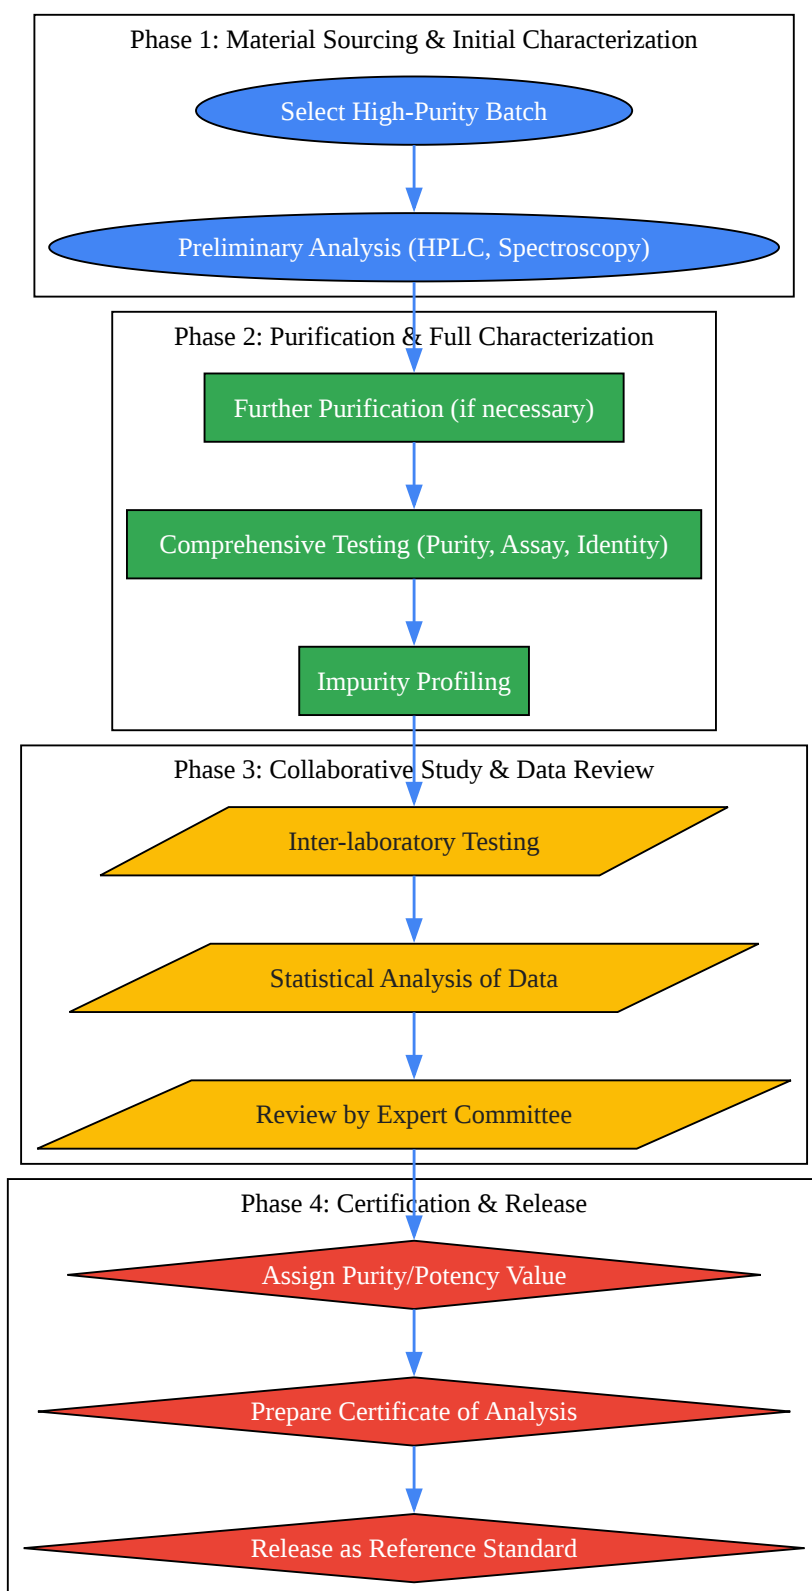 Phase 1: Material Sourcing & Initial Characterization
Select High-Purity Batch
Preliminary Analysis (HPLC, Spectroscopy)
Phase 2: Purification & Full Characterization
Further Purification (if necessary)
Comprehensive Testing (Purity, Assay, Identity)
Impurity Profiling
Phase 3: Collaborative Study & Data Review
Inter-laboratory Testing
Statistical Analysis of Data
Review by Expert Committee
Phase 4: Certification & Release
Assign Purity/Potency Value
Prepare Certificate of Analysis
Release as Reference Standard